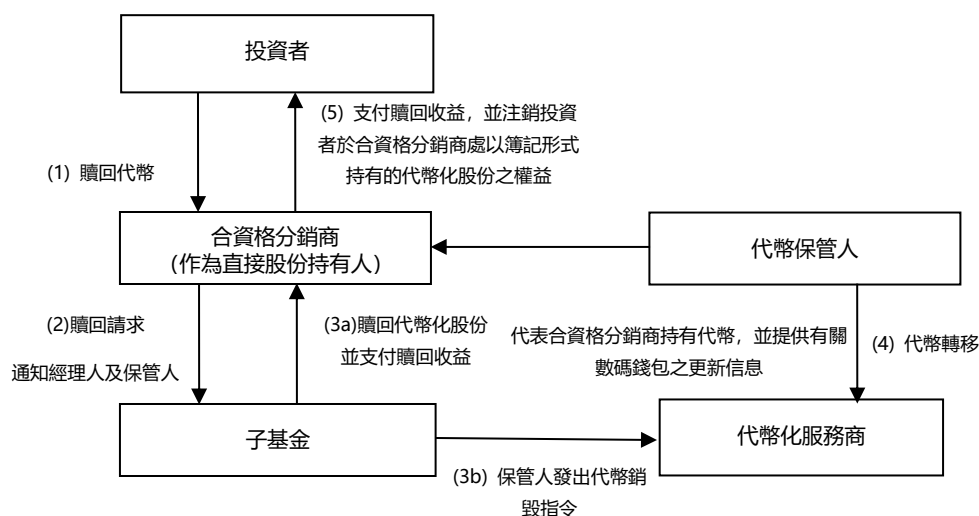 投資者
(5) 支付贖回收益，並注銷投資
者於合資格分銷商處以簿記形式
持有的代幣化股份之權益
(1) 贖回代幣
合資格分銷商
（作為直接股份持有人）
代幣保管人
(2)贖回請求
通知經理人及保管人
(3a)贖回代幣化股份
並支付贖回收益
代表合資格分銷商持有代幣，並提供有關
數碼錢包之更新信息
(4) 代幣轉移
子基金
代幣化服務商
(3b) 保管人發出代幣銷
毀指令